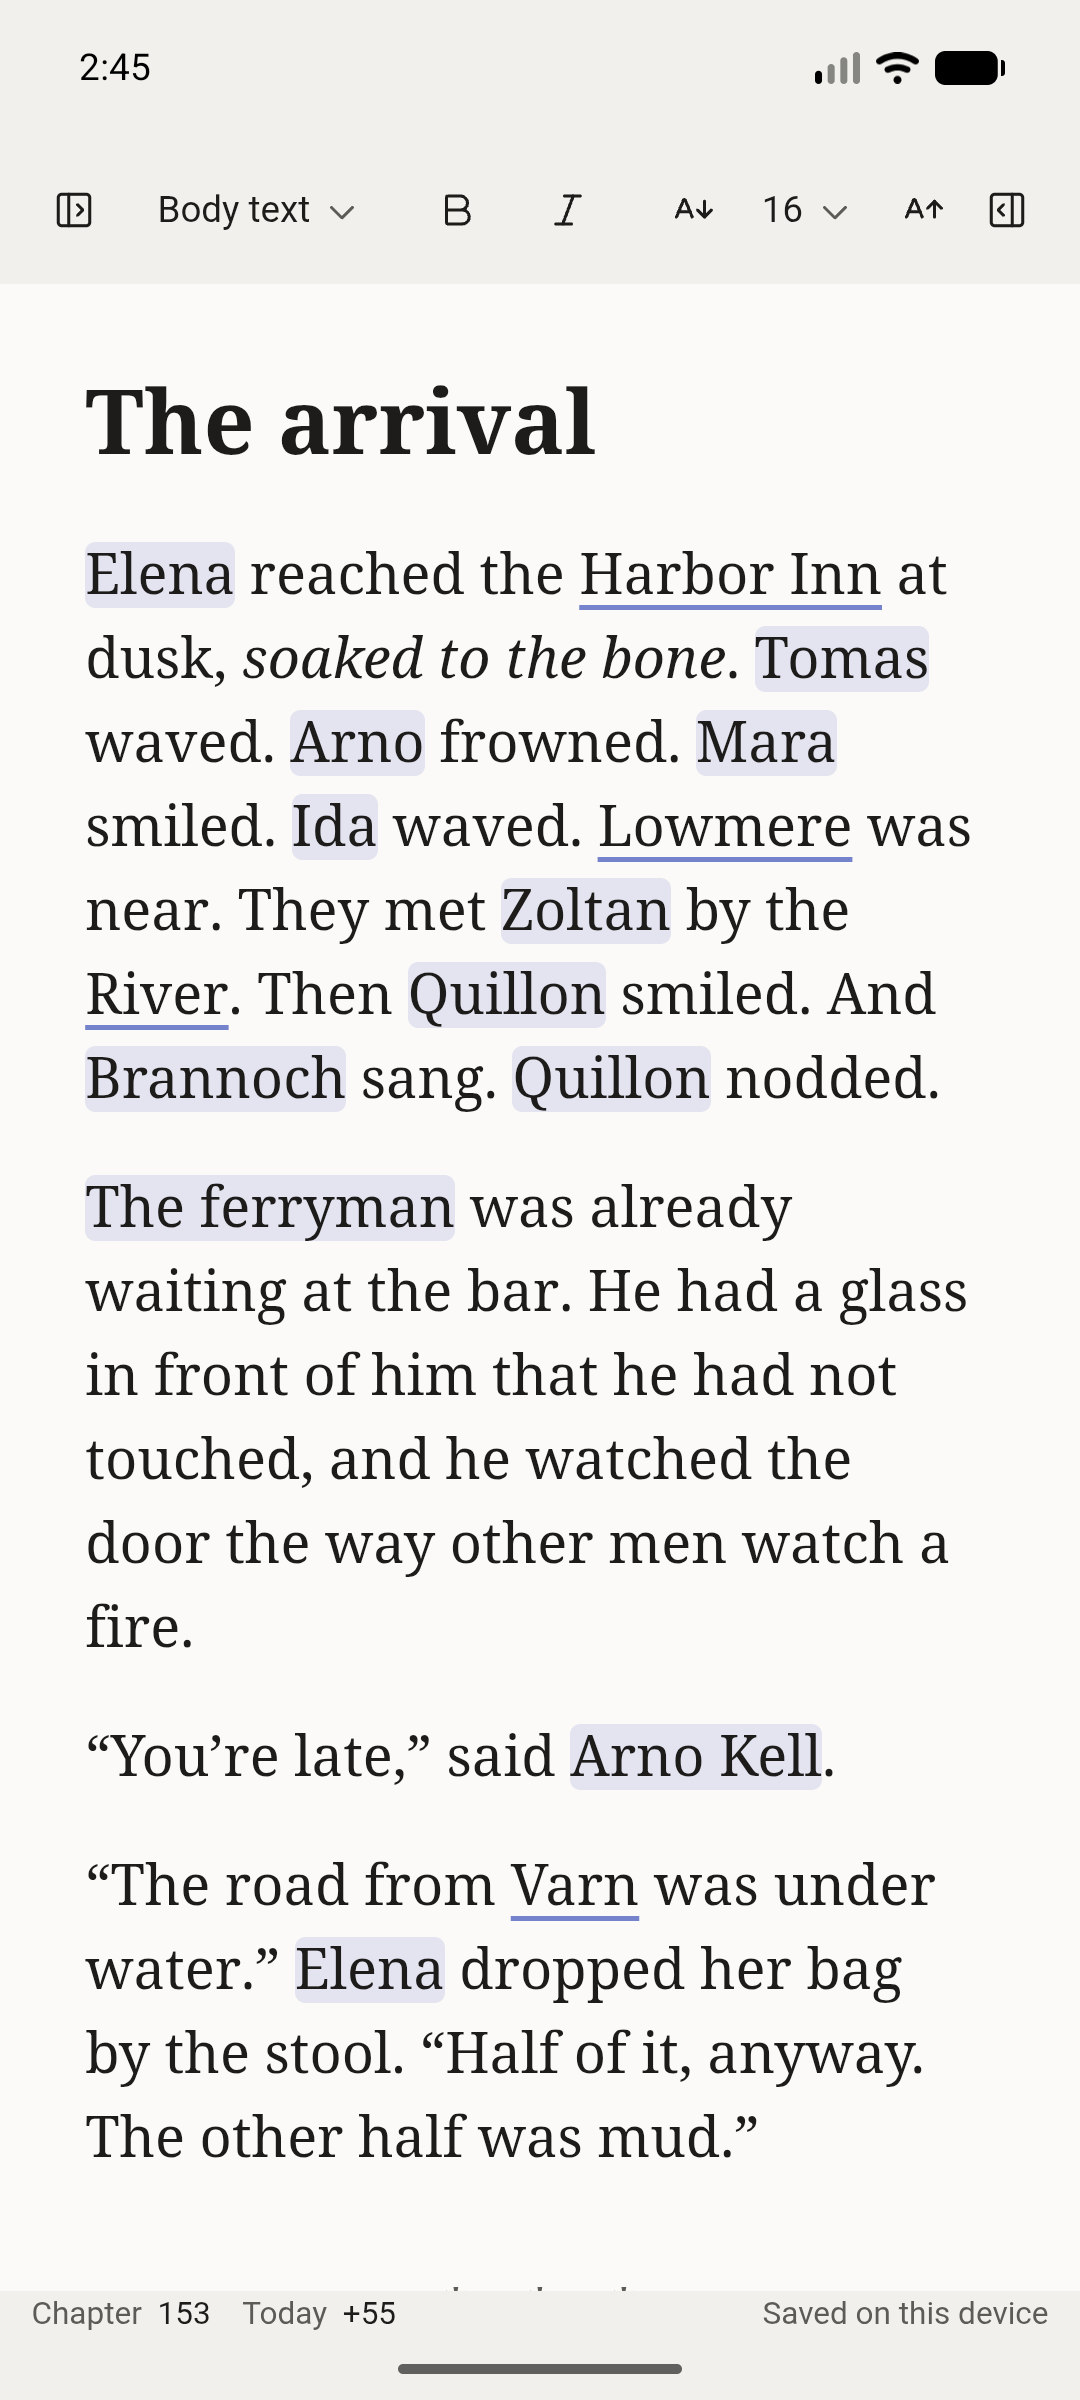 2:45
Body text B I A↓ 16 A↑
The arrival
Elena reached the Harbor Inn at
dusk, soaked to the bone. Tomas
waved. Arno frowned. Mara
smiled. Ida waved. Lowmere was
near. They met Zoltan by the
River. Then Quillon smiled. And
Brannoch sang. Quillon nodded.
The ferryman was already
waiting at the bar. He had a glass
in front of him that he had not
touched, and he watched the
door the way other men watch a
fire.
“You’re late,” said Arno Kell.
“The road from Varn was under
water.” Elena dropped her bag
by the stool. “Half of it, anyway.
The other half was mud.”
Chapter 153 Today +55 Saved on this device